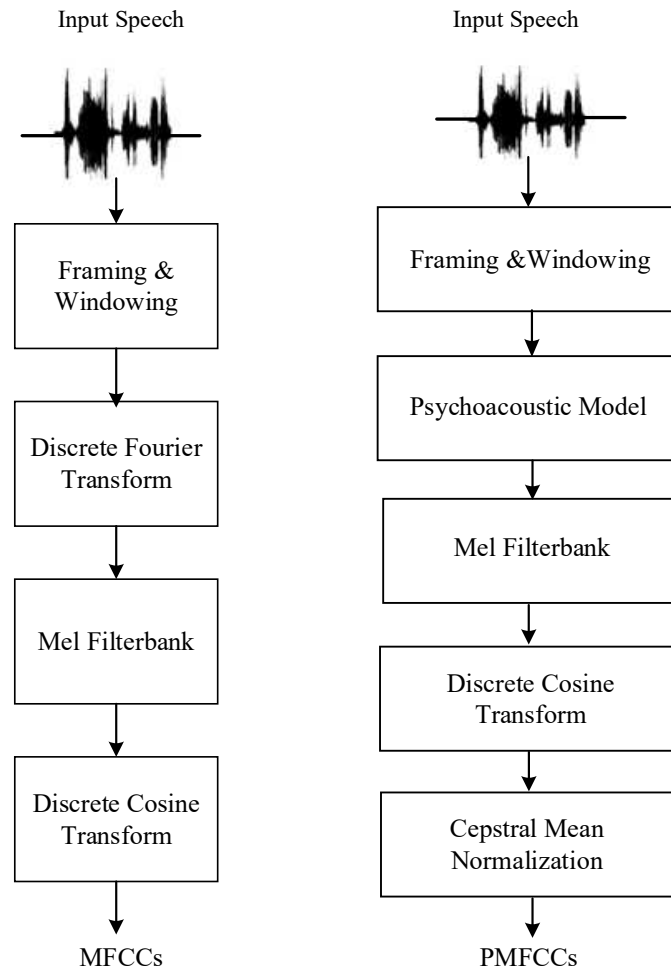 Input Speech
Framing &
Windowing
Discrete Fourier
Transform
Mel Filterbank
Discrete Cosine
Transform
MFCCs
Input Speech
Framing &Windowing
Psychoacoustic Model
Mel Filterbank
Discrete Cosine
Transform
Cepstral Mean
Normalization
PMFCCs